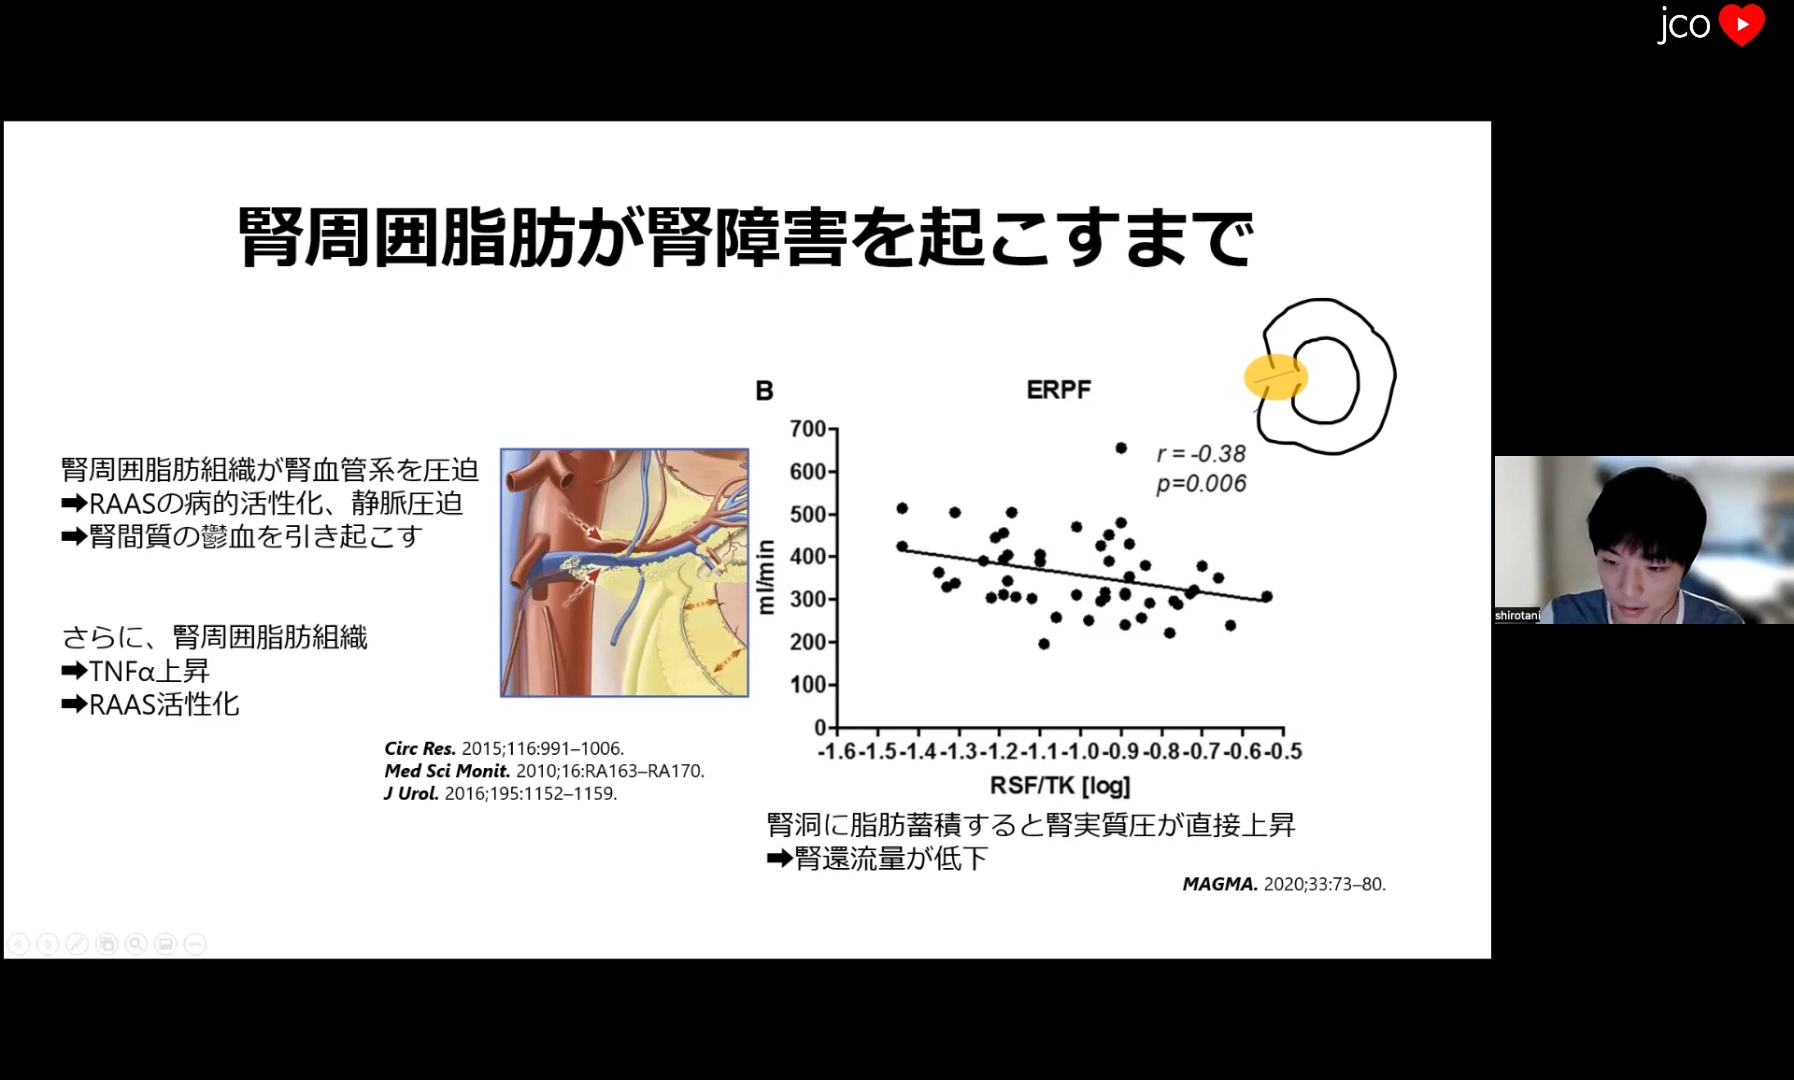 jco
腎周囲脂肪が腎障害を起こすまで
腎周囲脂肪組織が腎血管系を圧迫
➡RAASの病的活性化、静脈圧迫
➡腎間質の鬱血を引き起こす
さらに、腎周囲脂肪組織
➡TNFα上昇
➡RAAS活性化
Circ Res. 2015;116:991–1006.
Med Sci Monit. 2010;16:RA163–RA170.
J Urol. 2016;195:1152–1159.
B
ERPF
r = -0.38
p=0.006
ml/min
700
600
500
400
300
200
100
0
-1.6 -1.5 -1.4 -1.3 -1.2 -1.1 -1.0 -0.9 -0.8 -0.7 -0.6 -0.5
RSF/TK [log]
腎洞に脂肪蓄積すると腎実質圧が直接上昇
➡腎還流量が低下
MAGMA. 2020;33:73–80.
shirotani